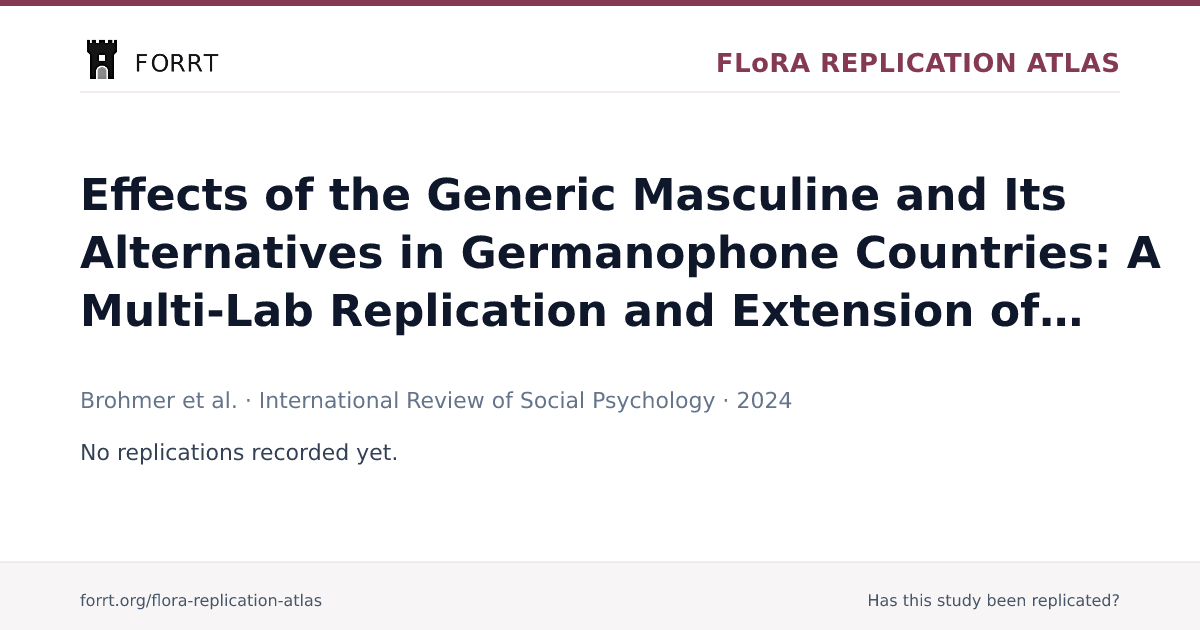 FORRT
FLoRA REPLICATION ATLAS
Effects of the Generic Masculine and Its
Alternatives in Germanophone Countries: A
Multi-Lab Replication and Extension of…
Brohmer et al. · International Review of Social Psychology · 2024
No replications recorded yet.
forrt.org/flora-replication-atlas
Has this study been replicated?